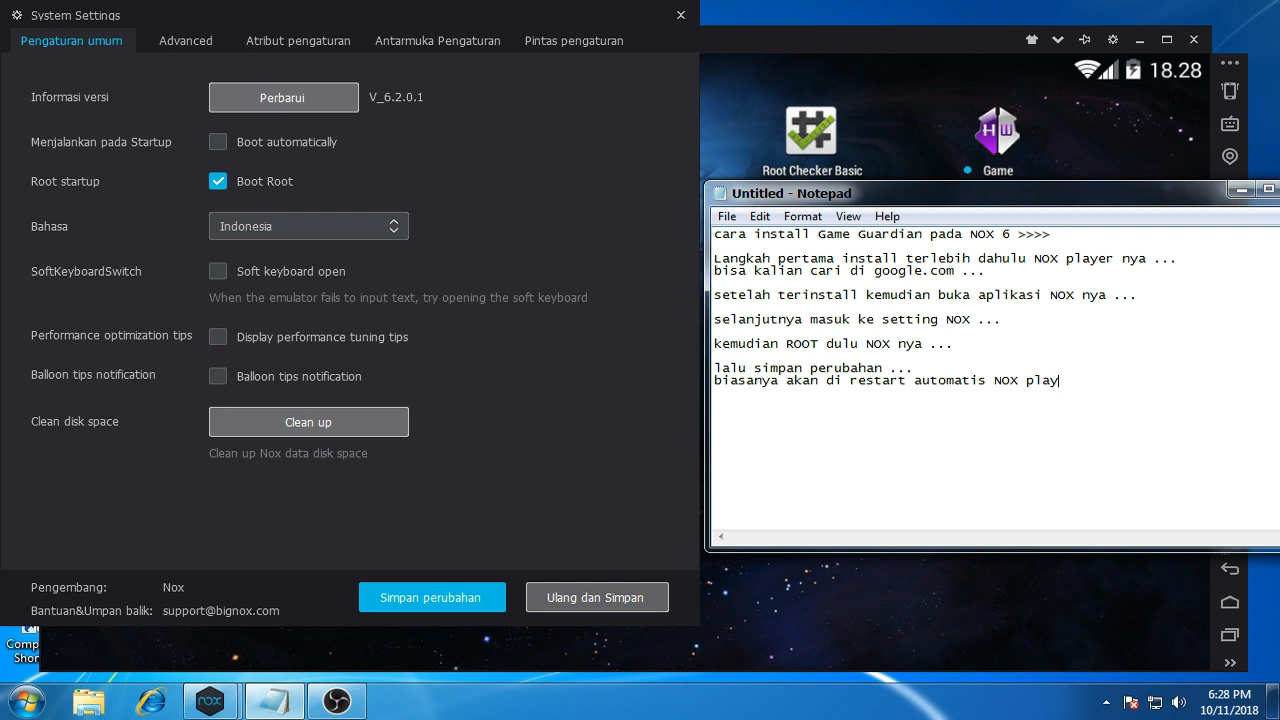 System Settings
Pengaturan umum
Advanced
Atribut pengaturan
Antarmuka Pengaturan
Pintas pengaturan
Informasi versi
Perbarui
V_6.2.0.1
Menjalankan pada Startup
Boot automatically
Root startup
Boot Root
Bahasa
Indonesia
SoftKeyboardSwitch
Soft keyboard open
When the emulator fails to input text, try opening the soft keyboard
Performance optimization tips
Display performance tuning tips
Balloon tips notification
Balloon tips notification
Clean disk space
Clean up
Clean up Nox data disk space
Pengembang:
Nox
Bantuan&Umpan balik:
support@bignox.com
Simpan perubahan
Ulang dan Simpan
18.28
Root Checker Basic
Game
Untitled - Notepad
File Edit Format View Help
cara install Game Guardian pada NOX 6 >>>>
Langkah pertama install terlebih dahulu NOX player nya ...
bisa kalian cari di google.com ...
setelah terinstall kemudian buka aplikasi NOX nya ...
selanjutnya masuk ke setting NOX ...
kemudian ROOT dulu NOX nya ...
lalu simpan perubahan ...
biasanya akan di restart automatis NOX play
nox
6:28 PM
10/11/2018